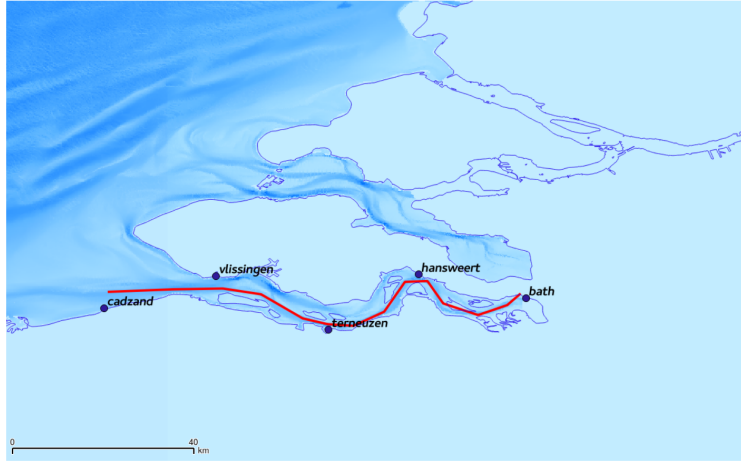 vlissingen
hansweert
cadzand
bath
terneuzen
0 40
km